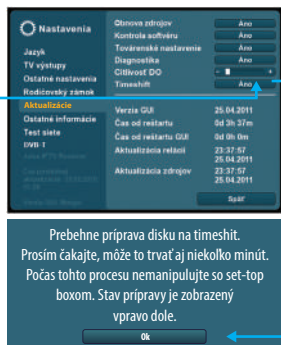 Nastavenia
Jazyk
TV výstupy
Ostatné nastavenia
Rodičovský zámok
Aktualizácie
Ostatné informácie
Test siete
DVB-T
Obnova zdrojov Áno
Kontrola softvéru Áno
Továrenské nastavenie Áno
Diagnostika Áno
Citlivosť DO - +
Timeshift Áno
Verzia GUI 25.04.2011
Čas od reštartu 0d 3h 37m
Čas od reštartu GUI 0d 0h 0m
Aktualizácia relácií 23:37:57
25.04.2011
Aktualizácia zdrojov 23:37:57
25.04.2011
Späť
Prebehne príprava disku na timeshit.
Prosím čakajte, môže to trvať aj niekoľko minút.
Počas tohto procesu nemanipulujte so set-top
boxom. Stav prípravy je zobrazený
vpravo dole.
Ok